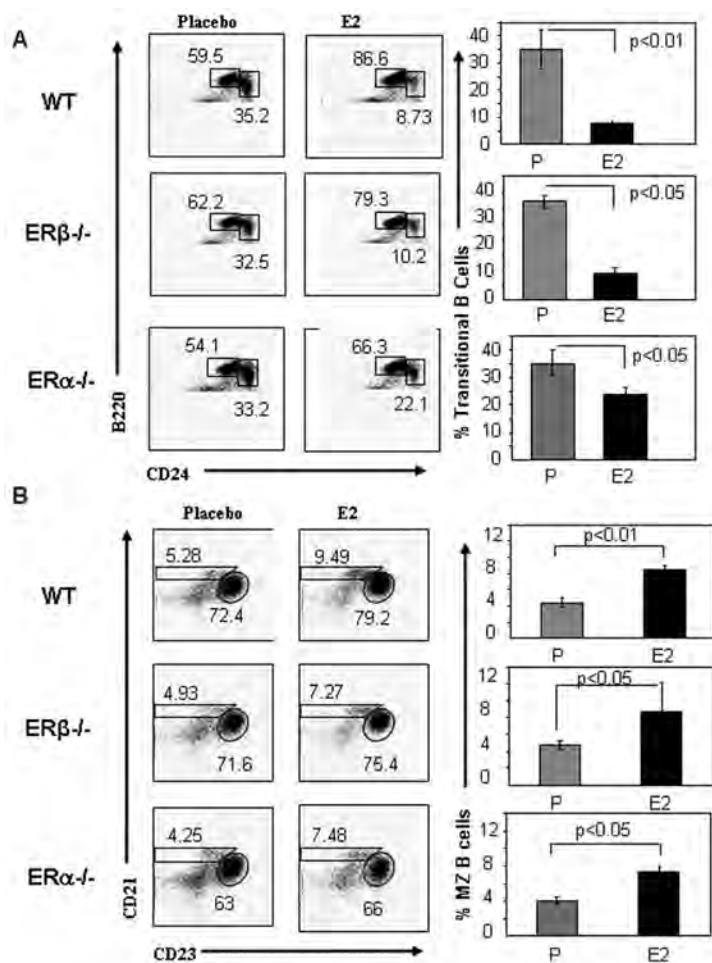 A
Placebo
E2
WT
59.5
35.2
86.6
8.73
40
30
20
10
0
p<0.01
P
E2
ERβ-/-
62.2
32.5
79.3
10.2
40
30
20
10
0
p<0.05
P
E2
ERα-/-
54.1
33.2
66.3
22.1
40
30
20
10
0
p<0.05
P
E2
% Transitional B Cells
B220
CD24
B
Placebo
E2
WT
5.28
72.4
9.49
79.2
12
8
4
0
p<0.01
P
E2
ERβ-/-
4.93
71.6
7.27
75.4
12
8
4
0
p<0.05
P
E2
ERα-/-
4.25
63
7.48
66
12
8
4
0
p<0.05
P
E2
% MZ B cells
CD21
CD23